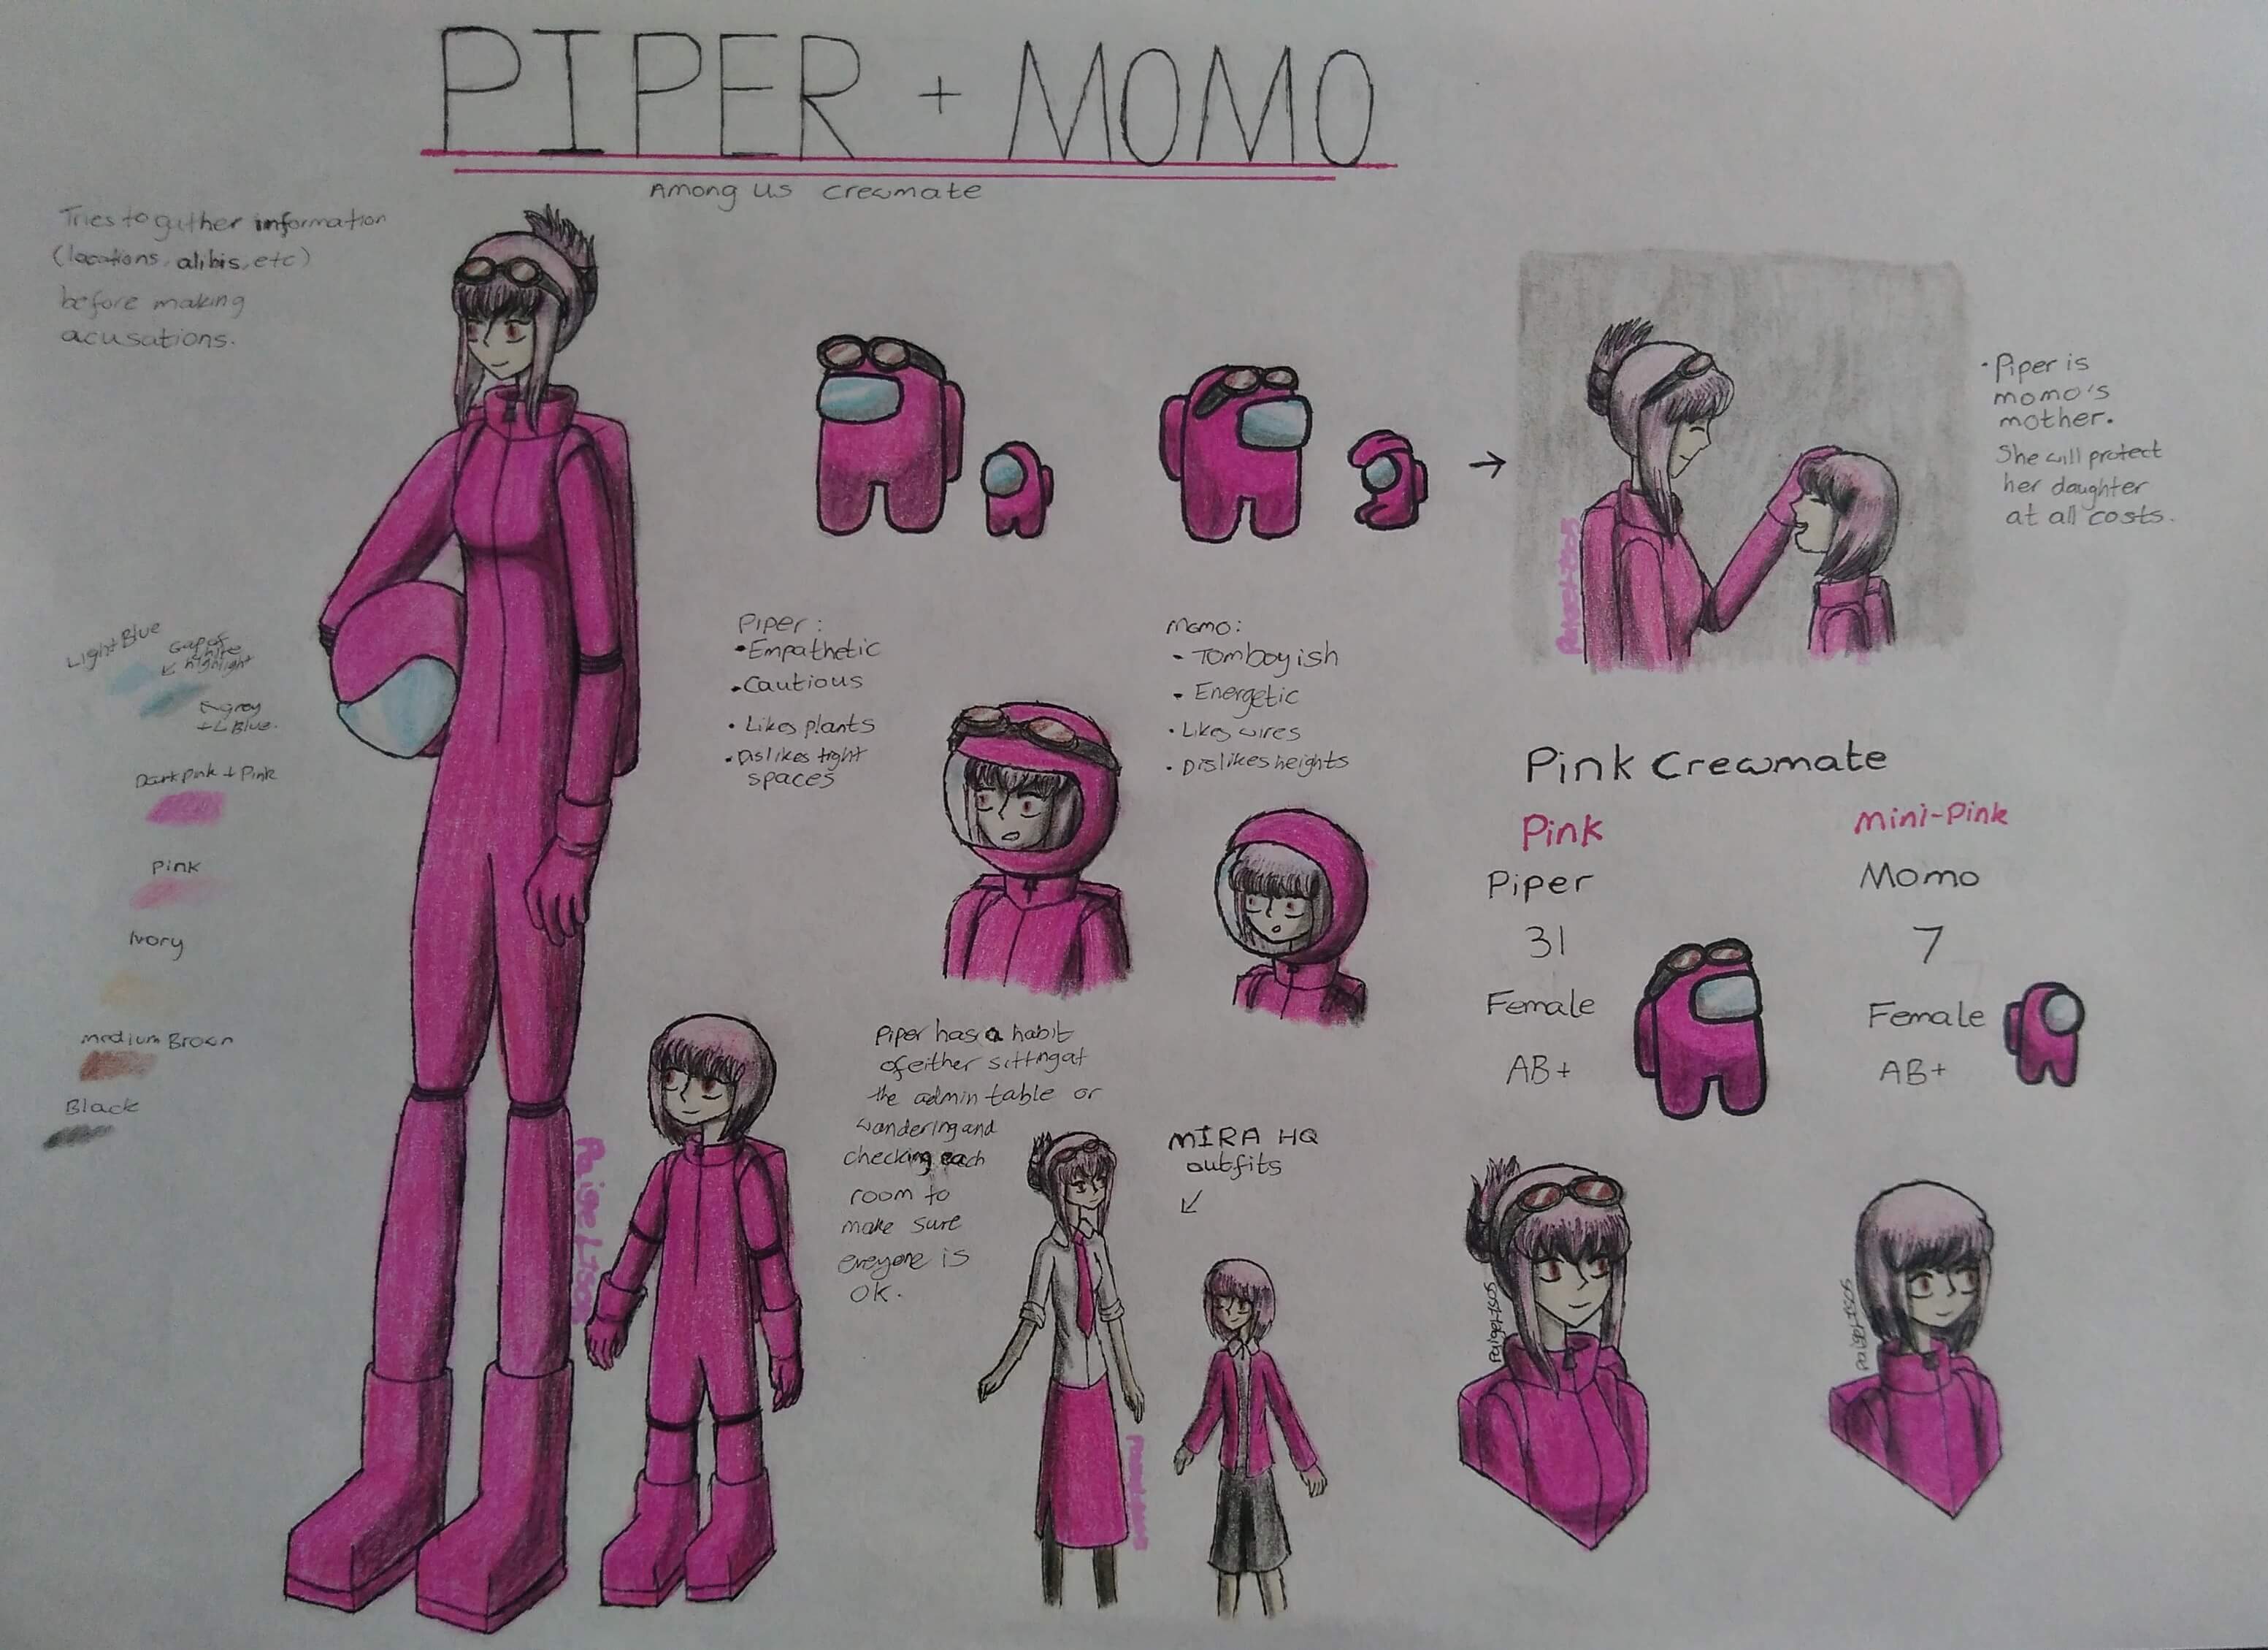 PIPER + MOMO
Among Us crewmate
Tries to gather information
(locations, alibis, etc)
before making
acusations.
Light Blue
Gap of
white
highlight
grey
+ L Blue.
Dark pink + Pink
Pink
Ivory
medium Brown
Black
Piper:
• Empathetic
• Cautious
• Likes plants
• Dislikes tight
spaces
Momo:
- Tomboyish
- Energetic
• Likes wires
• Dislikes heights
• Piper is
momo's
mother.
She will protect
her daughter
at all costs.
Pink Crewmate
Pink
Piper
31
Female
AB+
Mini-Pink
Momo
7
Female
AB+
Piper has a habit
of either sitting at
the admin table or
wandering and
checking each
room to
make sure
everyone is
ok.
MIRA HQ
outfits
PaigeLTS05
PaigeLTS05
PaigeLTS05